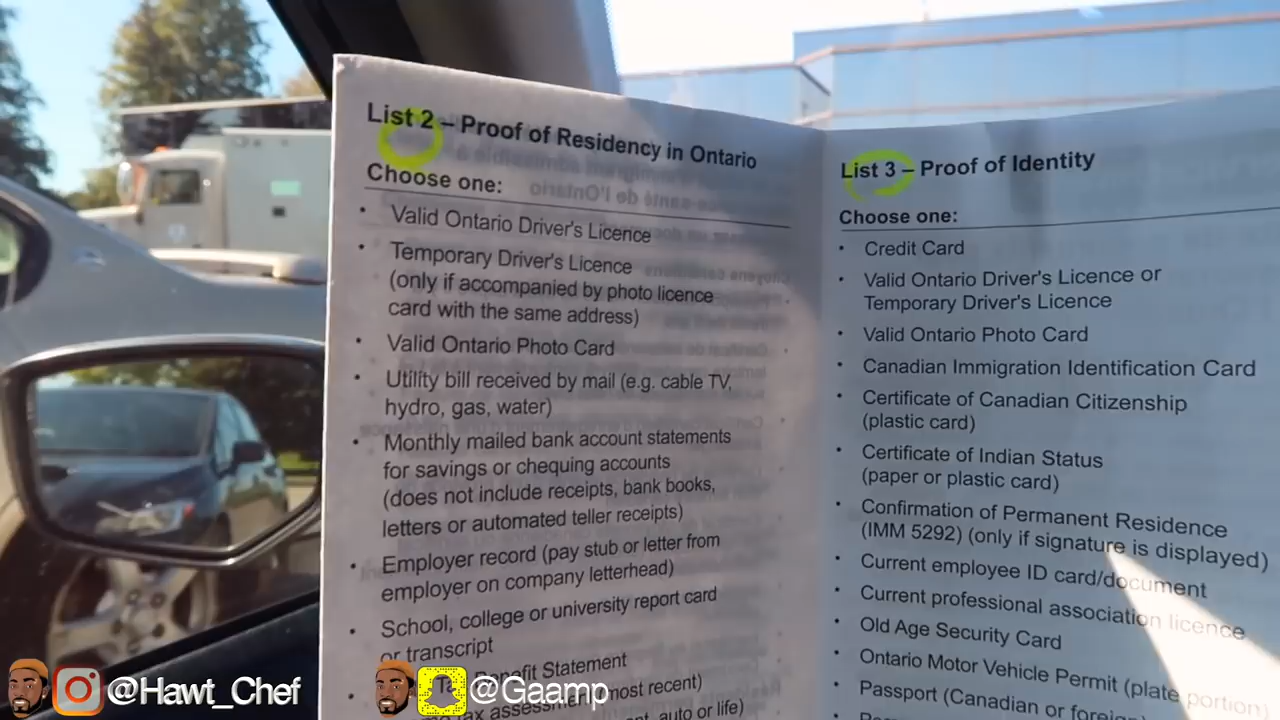 List 2 – Proof of Residency in Ontario
Choose one:
• Valid Ontario Driver's Licence
• Temporary Driver's Licence
(only if accompanied by photo licence
card with the same address)
• Valid Ontario Photo Card
• Utility bill received by mail (e.g. cable TV,
hydro, gas, water)
• Monthly mailed bank account statements
for savings or chequing accounts
(does not include receipts, bank books,
letters or automated teller receipts)
• Employer record (pay stub or letter from
employer on company letterhead)
• School, college or university report card
or transcript
Benefit Statement
most recent)
auto or life)
List 3 – Proof of Identity
Choose one:
• Credit Card
• Valid Ontario Driver's Licence or
Temporary Driver's Licence
• Valid Ontario Photo Card
• Canadian Immigration Identification Card
• Certificate of Canadian Citizenship
(plastic card)
• Certificate of Indian Status
(paper or plastic card)
• Confirmation of Permanent Residence
(IMM 5292) (only if signature is displayed)
• Current employee ID card/document
• Current professional association licence
• Old Age Security Card
• Ontario Motor Vehicle Permit (plate portion)
• Passport (Canadian or foreign)
@Hawt_Chef
@Gaamp